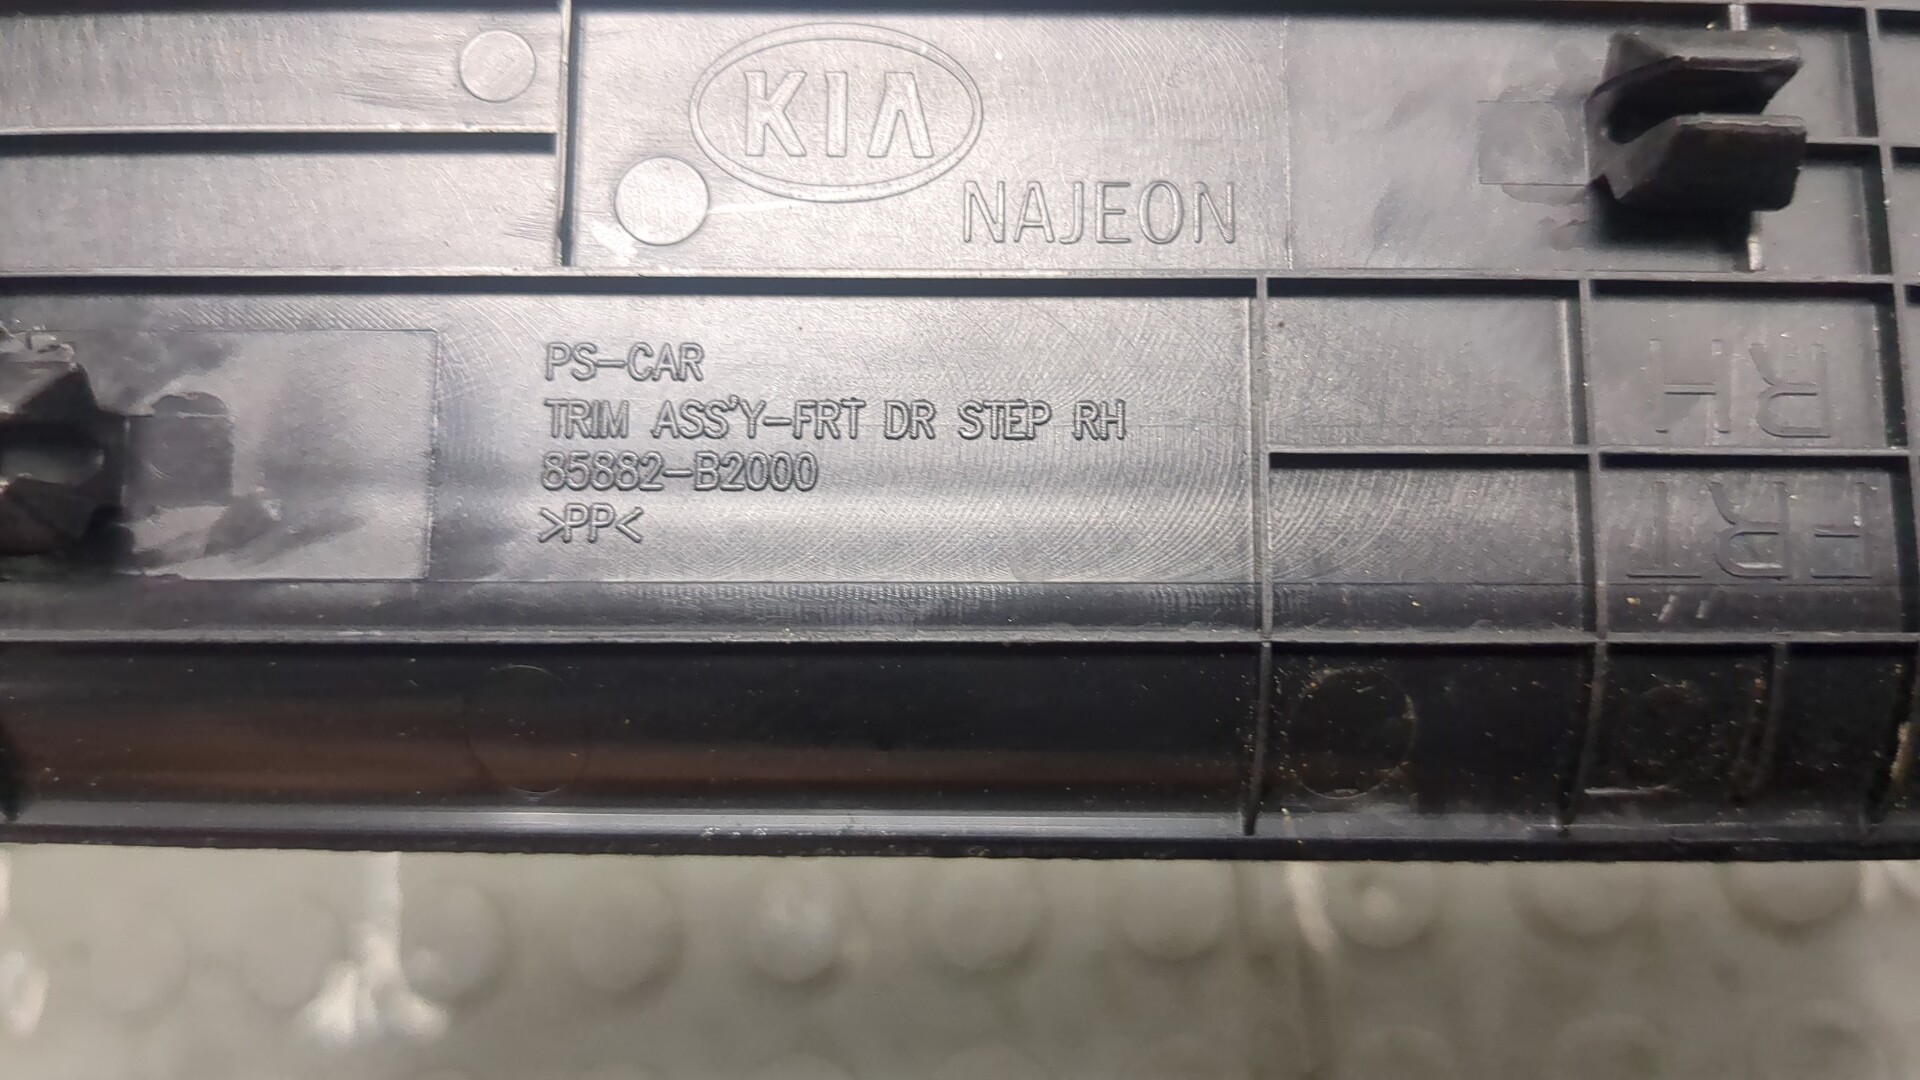 KIA
NAJEON
PS-CAR
TRIM ASS'Y-FRT DR STEP RH
85882-B2000
>PP<
RH
FRT